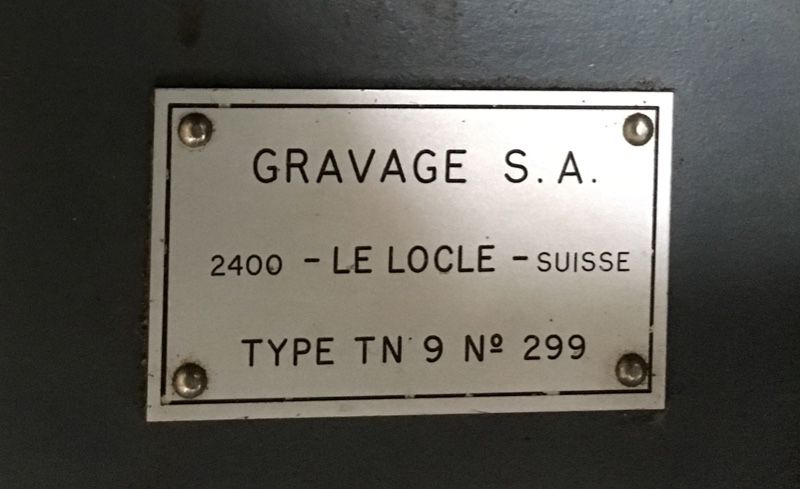 GRAVAGE S.A.
2400 - LE LOCLE - SUISSE
TYPE TN 9 Nº 299